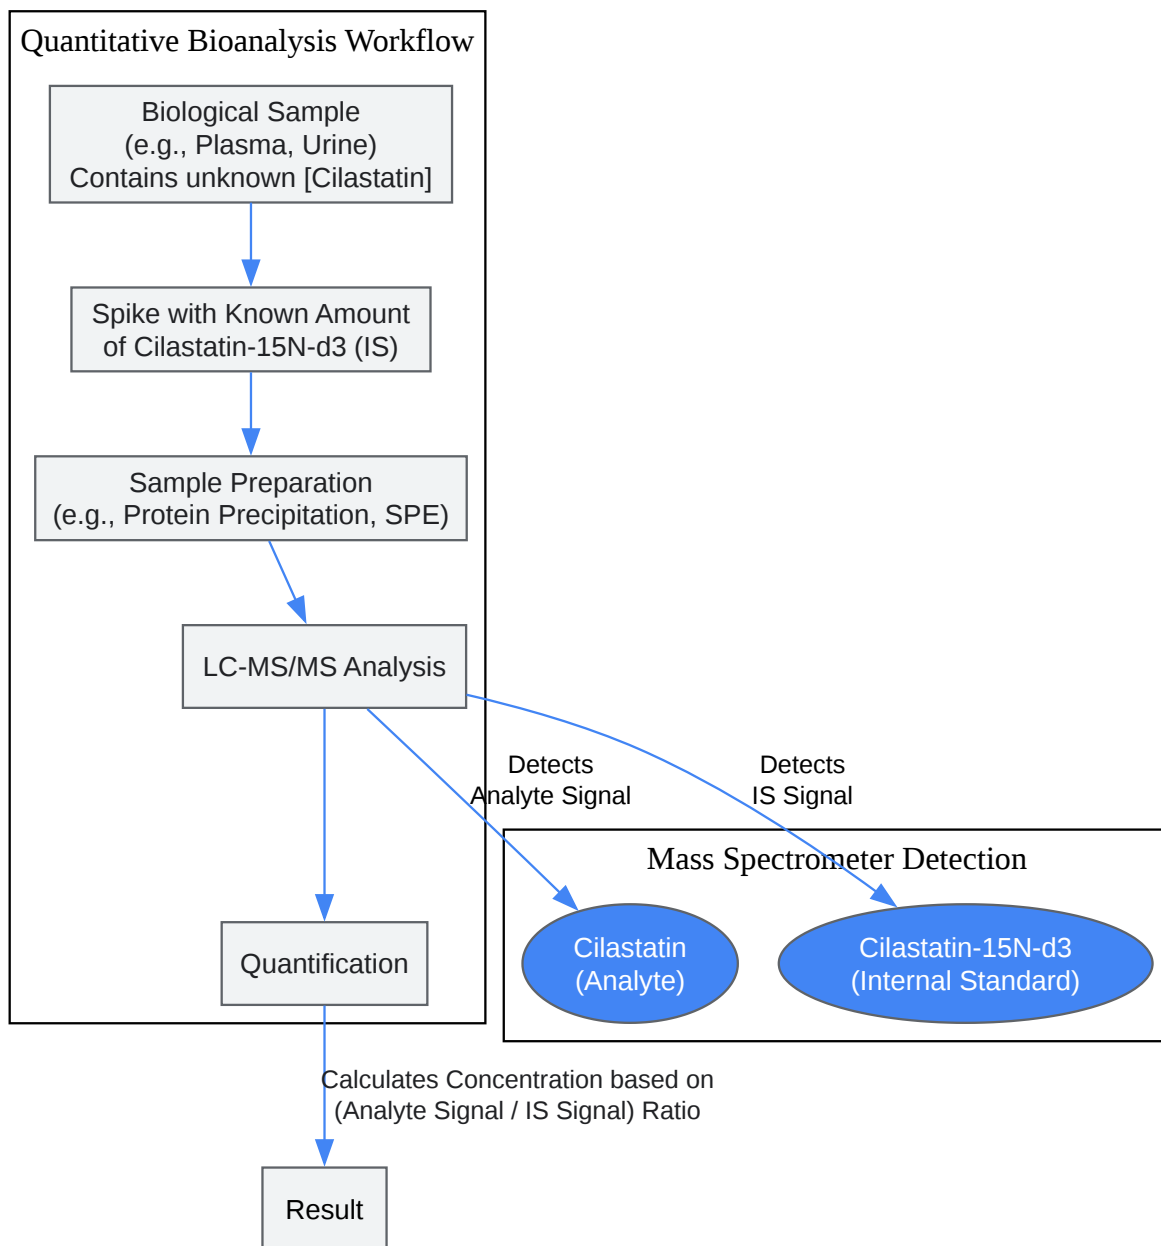 Quantitative Bioanalysis Workflow
Biological Sample
(e.g., Plasma, Urine)
Contains unknown [Cilastatin]
Spike with Known Amount
of Cilastatin-15N-d3 (IS)
Sample Preparation
(e.g., Protein Precipitation, SPE)
LC-MS/MS Analysis
Detects
Analyte Signal
Detects
IS Signal
Mass Spectrometer Detection
Cilastatin
(Analyte)
Cilastatin-15N-d3
(Internal Standard)
Quantification
Calculates Concentration based on
(Analyte Signal / IS Signal) Ratio
Result